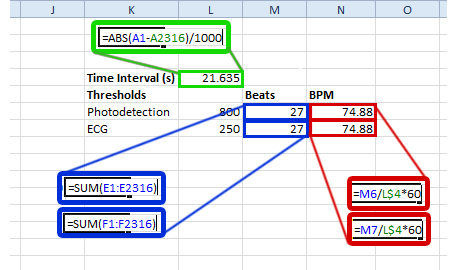 J K L M N O
=ABS(A1-A2316)/1000
Time Interval (s) 21.635
Thresholds Beats BPM
Photodetection 800 27 74.88
ECG 250 27 74.88
=SUM(E1:E2316) =M6/L$4*60
=SUM(F1:F2316) =M7/L$4*60